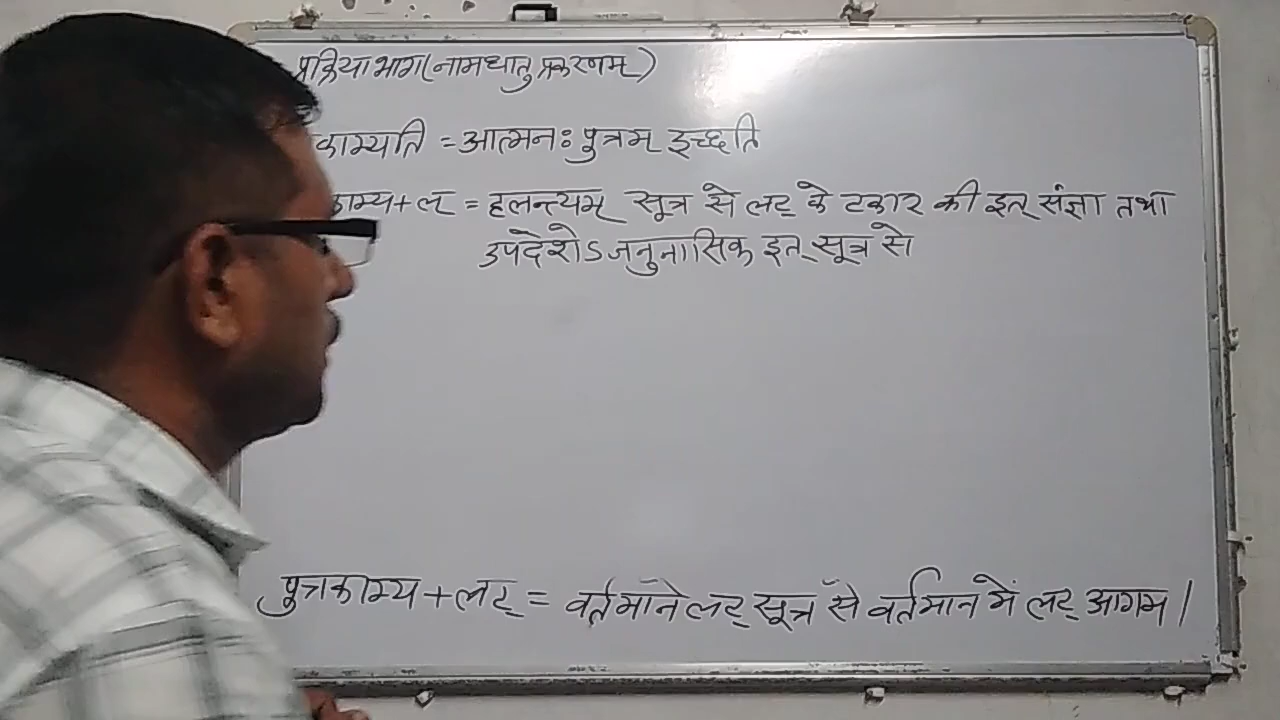 प्रक्रियाभाग(नामधातु प्रकरणम्)
काम्यति = आत्मनः पुत्रम् इच्छति
काम्य+ल् = हलन्त्यम् सूत्र से लट् के टकार की इत् संज्ञा तथा
उपदेशेऽजनुनासिक इत् सूत्र से
पुत्रकाम्य+लट् = वर्तमाने लट् सूत्र से वर्तमान में लट् आगम।